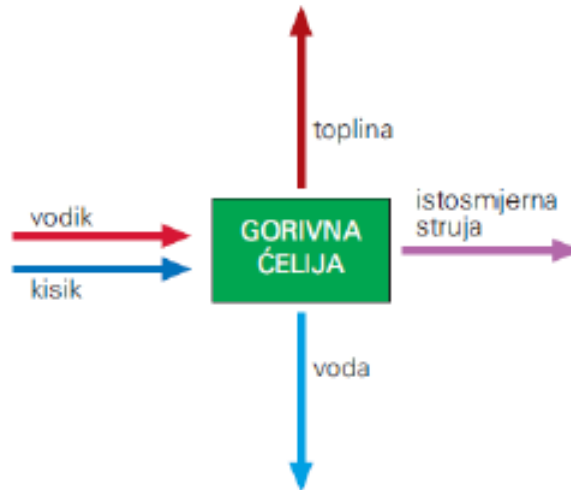 toplina
vodik
kisik
GORIVNA
ĆELIJA
istosmjerna
struja
voda